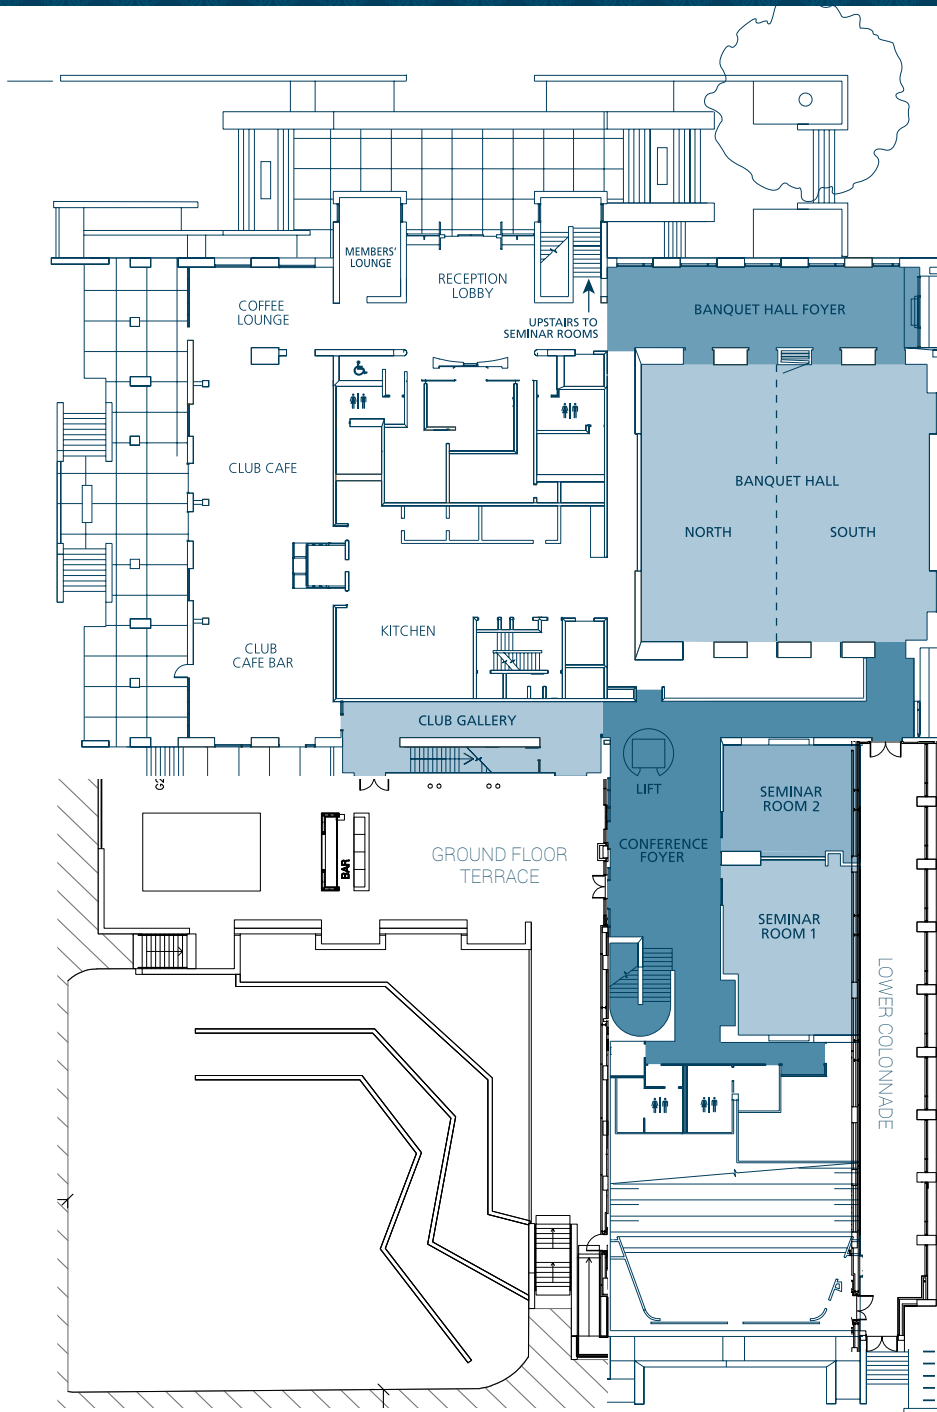 MEMBERS'
LOUNGE
RECEPTION
LOBBY
COFFEE
LOUNGE
UPSTAIRS TO
SEMINAR ROOMS
BANQUET HALL FOYER
CLUB CAFE
BANQUET HALL
NORTH
SOUTH
KITCHEN
CLUB
CAFE BAR
CLUB GALLERY
LIFT
SEMINAR
ROOM 2
BAR
GROUND FLOOR
TERRACE
CONFERENCE
FOYER
SEMINAR
ROOM 1
LOWER COLONNADE